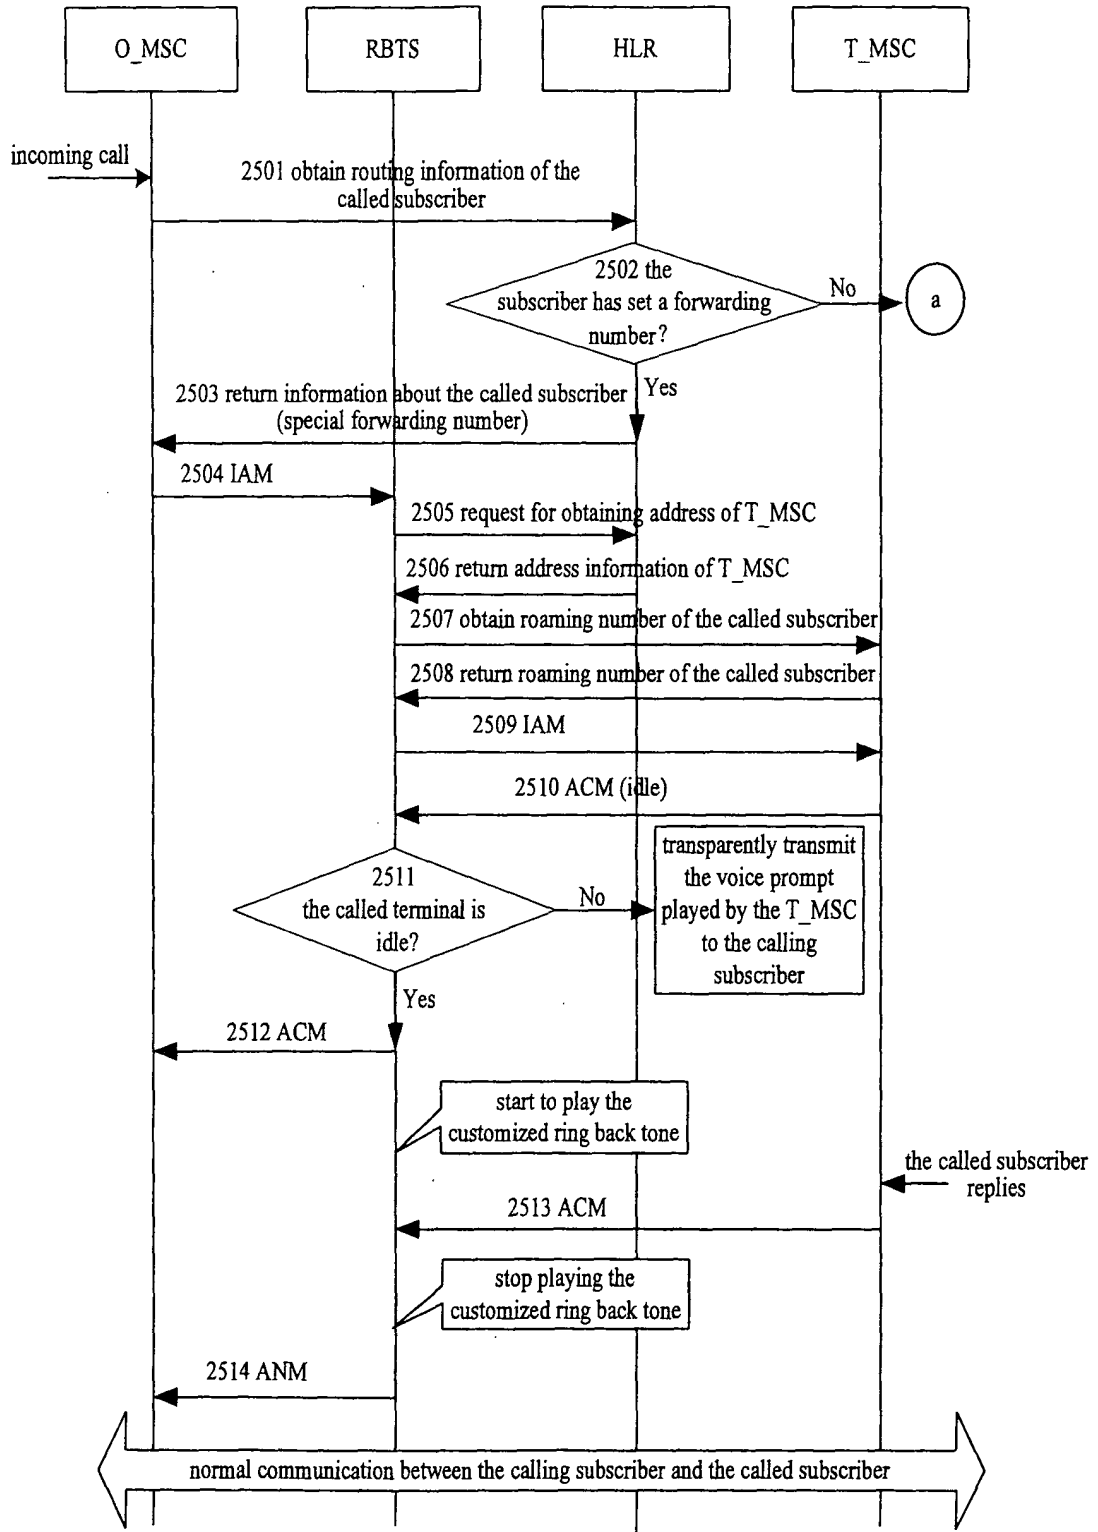 O_MSC
RBTS
HLR
T_MSC
incoming call
2501 obtain routing information of the
called subscriber
2502 the
subscriber has set a forwarding
number?
No
a
Yes
2503 return information about the called subscriber
(special forwarding number)
2504 IAM
2505 request for obtaining address of T_MSC
2506 return address information of T_MSC
2507 obtain roaming number of the called subscriber
2508 return roaming number of the called subscriber
2509 IAM
2510 ACM (idle)
transparently transmit
the voice prompt
played by the T_MSC
to the calling
subscriber
2511
the called terminal is
idle?
No
Yes
2512 ACM
start to play the
customized ring back tone
the called subscriber
replies
2513 ACM
stop playing the
customized ring back tone
2514 ANM
normal communication between the calling subscriber and the called subscriber